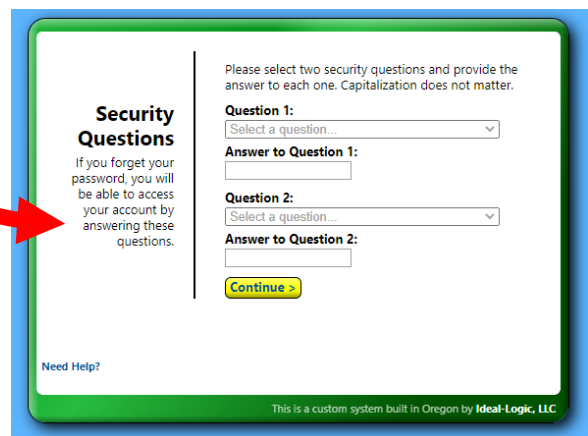 Security
Questions
If you forget your
password, you will
be able to access
your account by
answering these
questions.
Please select two security questions and provide the
answer to each one. Capitalization does not matter.
Question 1:
Select a question...
Answer to Question 1:
Question 2:
Select a question...
Answer to Question 2:
Continue >
Need Help?
This is a custom system built in Oregon by Ideal-Logic, LLC